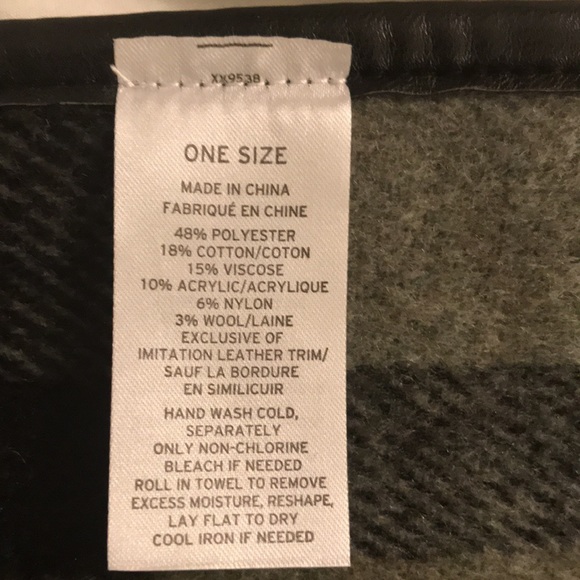 XX9538
ONE SIZE
MADE IN CHINA
FABRIQUÉ EN CHINE
48% POLYESTER
18% COTTON/COTON
15% VISCOSE
10% ACRYLIC/ACRYLIQUE
6% NYLON
3% WOOL/LAINE
EXCLUSIVE OF
IMITATION LEATHER TRIM/
SAUF LA BORDURE
EN SIMILICUIR
HAND WASH COLD,
SEPARATELY
ONLY NON-CHLORINE
BLEACH IF NEEDED
ROLL IN TOWEL TO REMOVE
EXCESS MOISTURE, RESHAPE,
LAY FLAT TO DRY
COOL IRON IF NEEDED